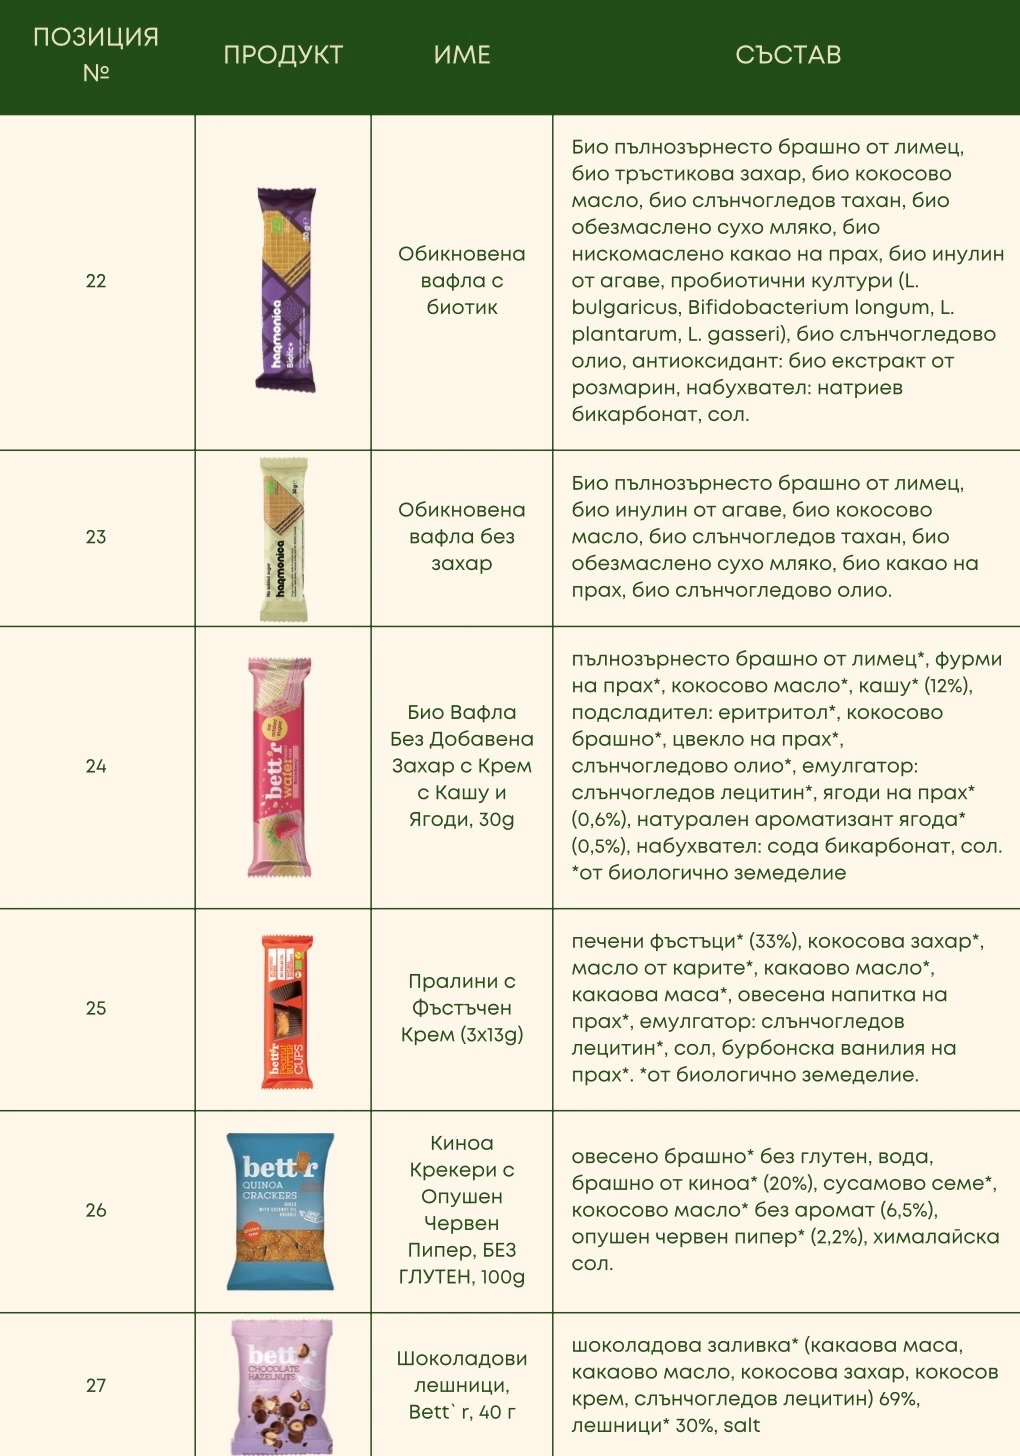 ПОЗИЦИЯ
№
ПРОДУКТ
ИМЕ
СЪСТАВ
22
harmonica
Biotic+
30 g e
Обикновена
вафла с
биотик
Био пълнозърнесто брашно от лимец,
био тръстикова захар, био кокосово
масло, био слънчогледов тахан, био
обезмаслено сухо мляко, био
нискомаслено какао на прах, био инулин
от агаве, пробиотични култури (L.
bulgaricus, Bifidobacterium longum, L.
plantarum, L. gasseri), био слънчогледово
олио, антиоксидант: био екстракт от
розмарин, набухвател: натриев
бикарбонат, сол.
23
No added sugar
harmonica
30 g e
Обикновена
вафла без
захар
Био пълнозърнесто брашно от лимец,
био инулин от агаве, био кокосово
масло, био слънчогледов тахан, био
обезмаслено сухо мляко, био какао на
прах, био слънчогледово олио.
24
bett'r
wafer
Био Вафла
Без Добавена
Захар с Крем
с Кашу и
Ягоди, 30g
пълнозърнесто брашно от лимец*, фурми
на прах*, кокосово масло*, кашу* (12%),
подсладител: еритритол*, кокосово
брашно*, цвекло на прах*,
слънчогледово олио*, емулгатор:
слънчогледов лецитин*, ягоди на прах*
(0,6%), натурален ароматизант ягода*
(0,5%), набухвател: сода бикарбонат, сол.
*от биологично земеделие
25
bett'r
Peanut
BUTTER
CUPS
Пралини с
Фъстъчен
Крем (3x13g)
печени фъстъци* (33%), кокосова захар*,
масло от карите*, какаово масло*,
какаова маса*, овесена напитка на
прах*, емулгатор: слънчогледов
лецитин*, сол, бурбонска ванилия на
прах*. *от биологично земеделие.
26
bett'r
QUINOA
CRACKERS
BAKED
WITH COCONUT OIL
ORGANIC
gluten
free
Киноа
Крекери с
Опушен
Червен
Пипер, БЕЗ
ГЛУТЕН, 100g
овесено брашно* без глутен, вода,
брашно от киноа* (20%), сусамово семе*,
кокосово масло* без аромат (6,5%),
опушен червен пипер* (2,2%), хималайска
сол.
27
bett'r
CHOCOLATE
HAZELNUTS
Шоколадови
лешници,
Bett` r, 40 г
шоколадова заливка* (какаова маса,
какаово масло, кокосова захар, кокосов
крем, слънчогледов лецитин) 69%,
лешници* 30%, salt